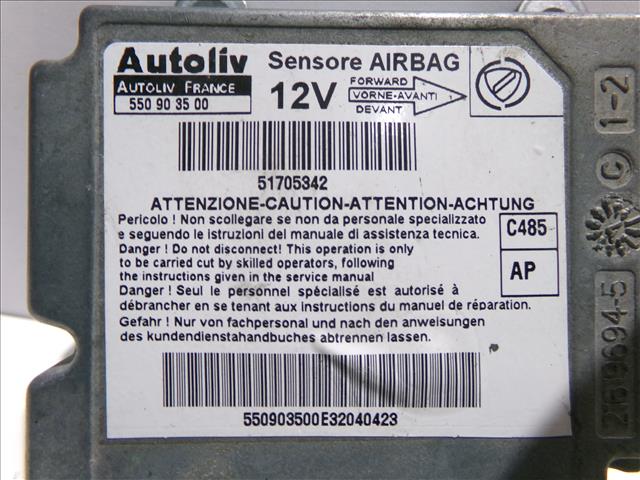 Autoliv
AUTOLIV FRANCE
550 90 35 00
Sensore AIRBAG
12V
FORWARD
VORNE-AVANTI
DEVANT
51705342
ATTENZIONE-CAUTION-ATTENTION-ACHTUNG
Pericolo ! Non scollegare se non da personale specializzato
e seguendo le istruzioni del manuale di assistenza tecnica.
Danger ! Do not disconnect! This operation is only
to be carried cut by skilled operators, following
the instructions given in the service manual
Danger ! Seul le personnel spécialisé est autorisé à
débrancher en se tenant aux instructions du manuel de réparation.
Gefahr ! Nur von fachpersonal und nach den anweisungen
des kundendienstahandbuches abtrennen lassen.
C485
AP
550903500E32040423
C 1-2
2169694-5